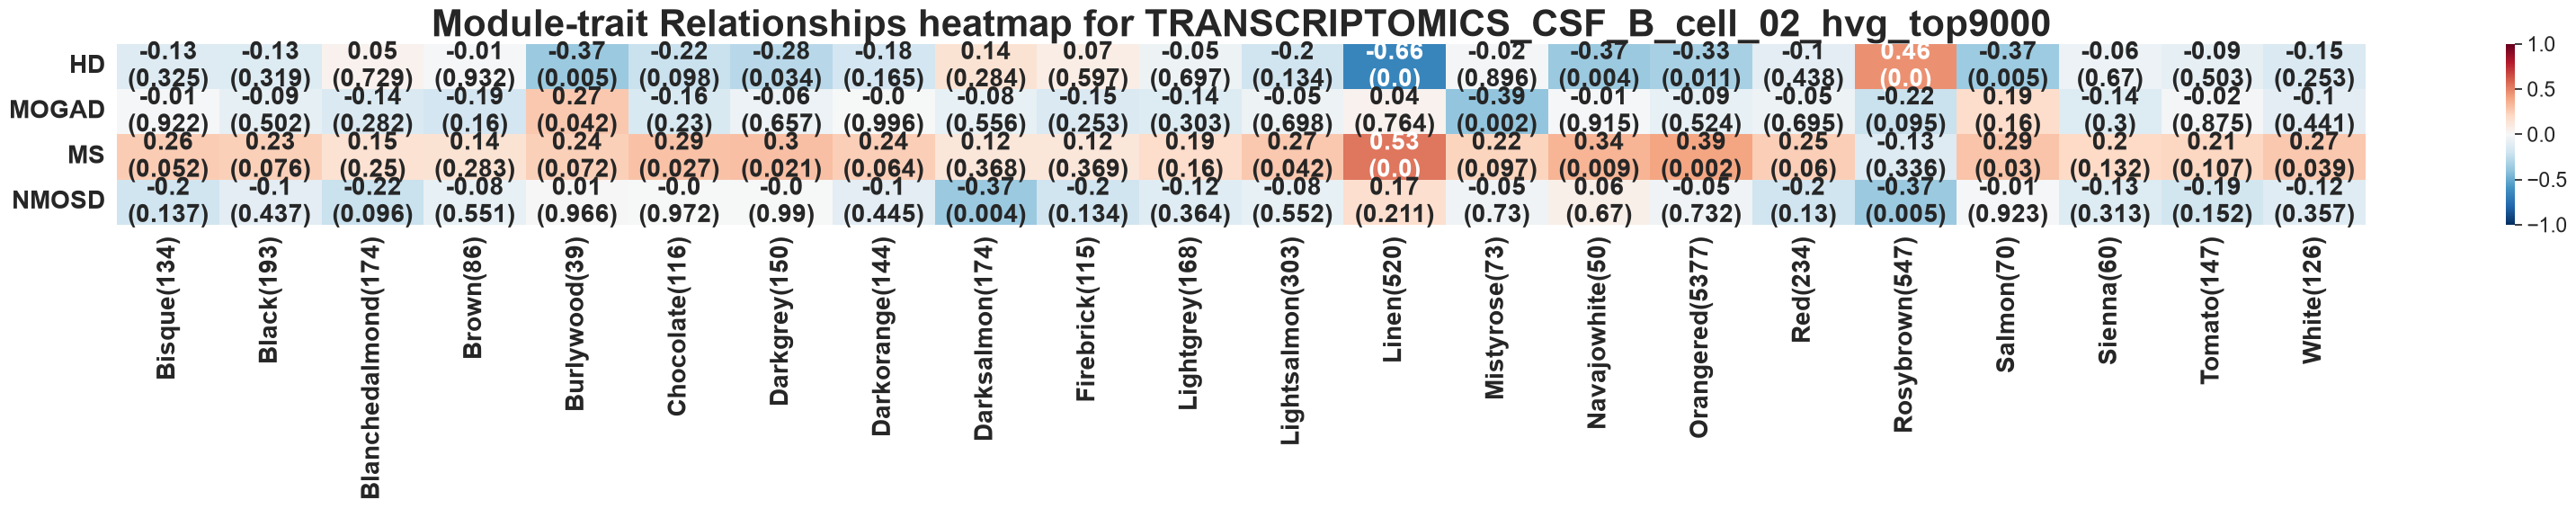 Module-trait Relationships heatmap for TRANSCRIPTOMICS_CSF_B_cell_02_hvg_top9000
HD
-0.13 -0.13 0.05 -0.01 -0.37 -0.22 -0.28 -0.18 0.14 0.07 -0.05 -0.2 -0.66 -0.02 -0.37 -0.33 -0.1 0.46 -0.37 -0.06 -0.09 -0.15
(0.325) (0.319) (0.729) (0.932) (0.005) (0.098) (0.034) (0.165) (0.284) (0.597) (0.697) (0.134) (0.0) (0.896) (0.004) (0.011) (0.438) (0.0) (0.005) (0.67) (0.503) (0.253)
MOGAD
-0.01 -0.09 -0.14 -0.19 0.27 -0.16 -0.06 -0.0 -0.08 -0.15 -0.14 -0.05 0.04 -0.39 -0.01 -0.09 -0.05 -0.22 0.19 -0.14 -0.02 -0.1
(0.922) (0.502) (0.282) (0.16) (0.042) (0.23) (0.657) (0.996) (0.556) (0.253) (0.303) (0.698) (0.764) (0.002) (0.915) (0.524) (0.695) (0.095) (0.16) (0.3) (0.875) (0.441)
MS
0.26 0.23 0.15 0.14 0.24 0.29 0.3 0.24 0.12 0.12 0.19 0.27 0.53 0.22 0.34 0.39 0.25 -0.13 0.29 0.2 0.21 0.27
(0.052) (0.076) (0.25) (0.283) (0.072) (0.027) (0.021) (0.064) (0.368) (0.369) (0.16) (0.042) (0.0) (0.097) (0.009) (0.002) (0.06) (0.336) (0.03) (0.132) (0.107) (0.039)
NMOSD
-0.2 -0.1 -0.22 -0.08 0.01 -0.0 -0.0 -0.1 -0.37 -0.2 -0.12 -0.08 0.17 -0.05 0.06 -0.05 -0.2 -0.37 -0.01 -0.13 -0.19 -0.12
(0.137) (0.437) (0.096) (0.551) (0.966) (0.972) (0.99) (0.445) (0.004) (0.134) (0.364) (0.552) (0.211) (0.73) (0.67) (0.732) (0.13) (0.005) (0.923) (0.313) (0.152) (0.357)
Bisque(134)
Black(193)
Blanchedalmond(174)
Brown(86)
Burlywood(39)
Chocolate(116)
Darkgrey(150)
Darkorange(144)
Darksalmon(174)
Firebrick(115)
Lightgrey(168)
Lightsalmon(303)
Linen(520)
Mistyrose(73)
Navajowhite(50)
Orangered(5377)
Red(234)
Rosybrown(547)
Salmon(70)
Sienna(60)
Tomato(147)
White(126)
1.0
0.5
0.0
−0.5
−1.0